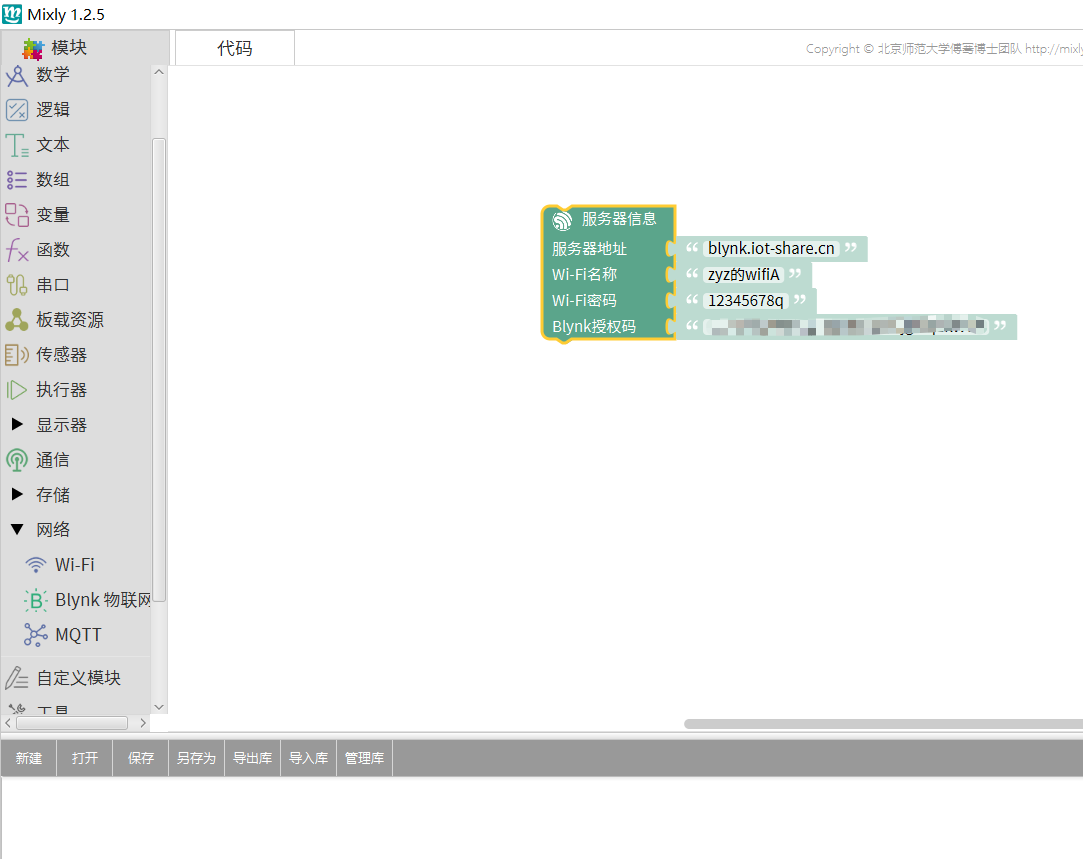 Mixly 1.2.5
模块
代码
Copyright © 北京师范大学傅骞博士团队 http://mixly
数学
逻辑
文本
数组
变量
函数
串口
板载资源
传感器
执行器
显示器
通信
存储
网络
Wi-Fi
Blynk 物联网
MQTT
自定义模块
工具
服务器信息
服务器地址 “ blynk.iot-share.cn ”
Wi-Fi名称 “ zyz的wifiA ”
Wi-Fi密码 “ 12345678q ”
Blynk授权码 “ ”
新建 打开 保存 另存为 导出库 导入库 管理库